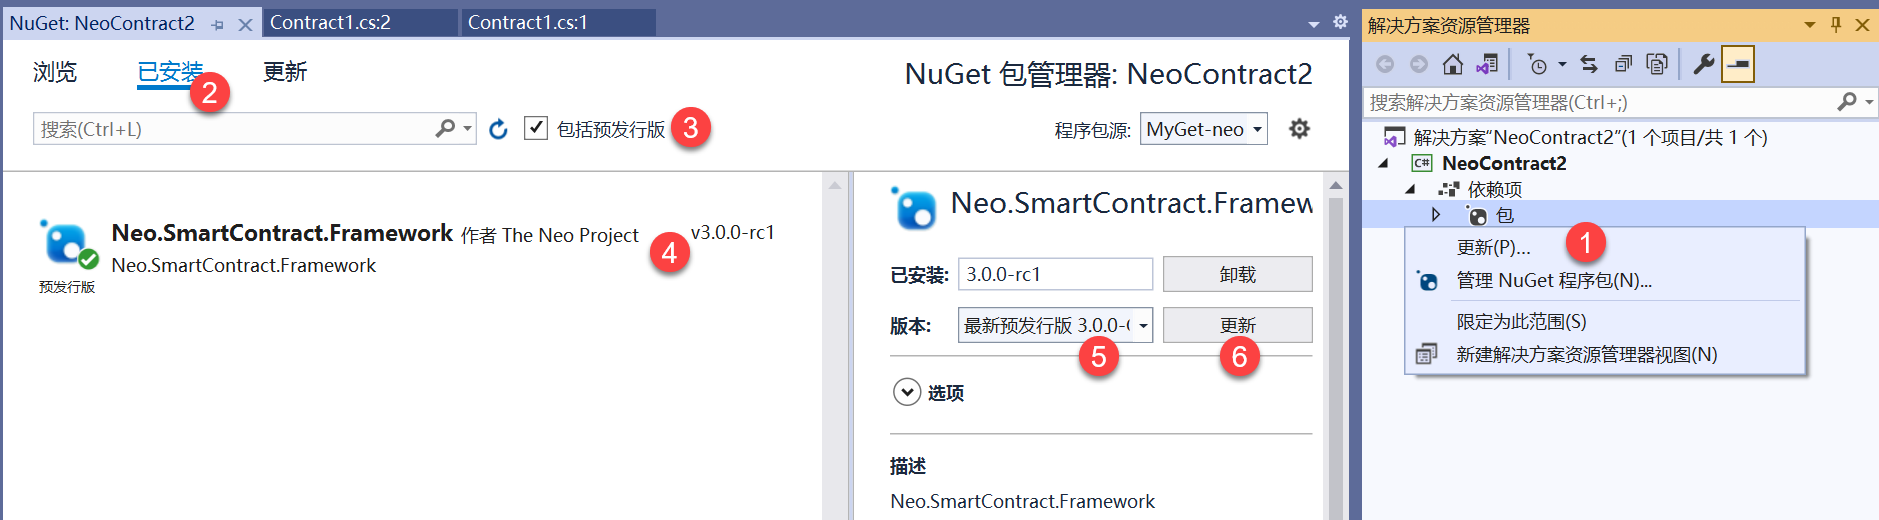 NuGet: NeoContract2
Contract1.cs:2
Contract1.cs:1
浏览
已安装
更新
2
NuGet 包管理器: NeoContract2
搜索(Ctrl+L)
包括预发行版
3
程序包源:
MyGet-neo
Neo.SmartContract.Framework 作者 The Neo Project
4
v3.0.0-rc1
Neo.SmartContract.Framework
预发行版
Neo.SmartContract.Framew
已安装:
3.0.0-rc1
卸载
版本:
最新预发行版 3.0.0-
更新
5
6
选项
描述
Neo.SmartContract.Framework
解决方案资源管理器
搜索解决方案资源管理器(Ctrl+;)
解决方案“NeoContract2”(1 个项目/共 1 个)
C# NeoContract2
依赖项
包
更新(P)...
1
管理 NuGet 程序包(N)...
限定为此范围(S)
新建解决方案资源管理器视图(N)